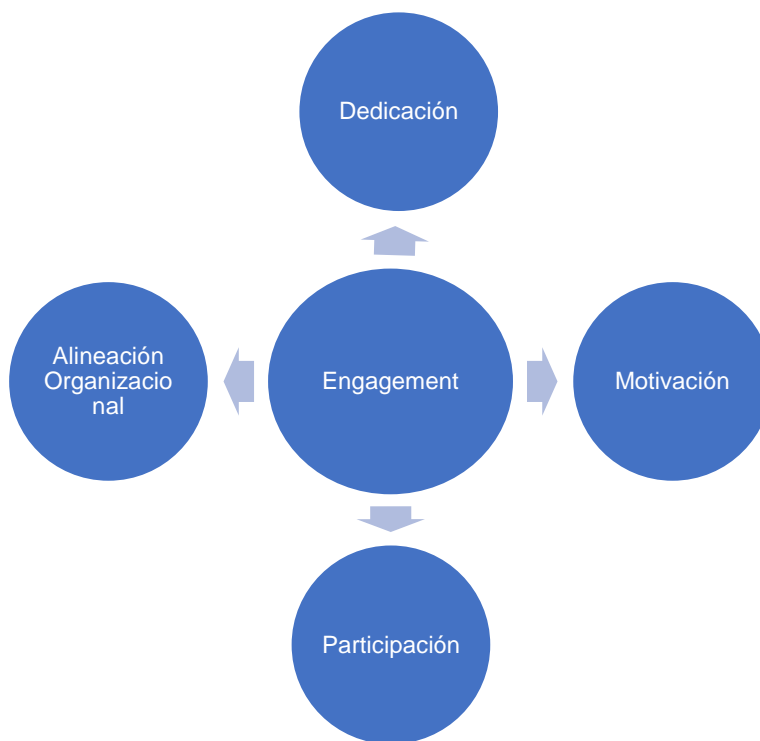 Dedicación
Alineación
Organizacio
nal
Engagement
Motivación
Participación